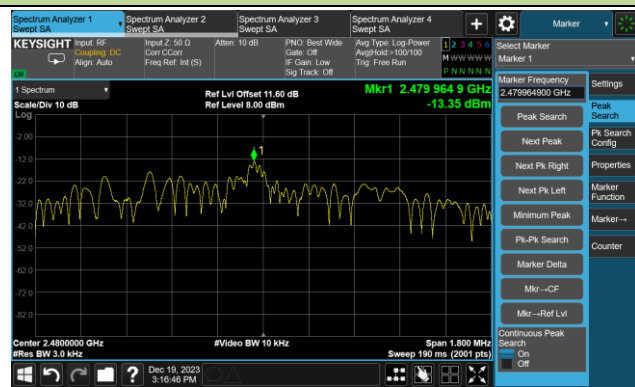 Spectrum Analyzer 1
Swept SA
Spectrum Analyzer 2
Swept SA
Spectrum Analyzer 3
Swept SA
Spectrum Analyzer 4
Swept SA
+
Marker
KEYSIGHT
Input: RF
Coupling: DC
Align: Auto
Input Z: 50 Ω
Corr CCorr
Freq Ref: Int (S)
Atten: 10 dB
PNO: Best Wide
Gate: Off
IF Gain: Low
Sig Track: Off
Avg Type: Log-Power
Avg|Hold:>100/100
Trig: Free Run
1 2 3 4 5 6
M W W W W W
P N N N N N
Select Marker
Marker 1
1 Spectrum
Scale/Div 10 dB
Log
Ref Lvl Offset 11.60 dB
Ref Level 8.00 dBm
Mkr1 2.479 964 9 GHz
-13.35 dBm
1
-2.00
-12.0
-22.0
-32.0
-42.0
-52.0
-62.0
-72.0
-82.0
Center 2.4800000 GHz
#Res BW 3.0 kHz
#Video BW 10 kHz
Span 1.800 MHz
Sweep 190 ms (2001 pts)
Marker Frequency
2.479964900 GHz
Peak Search
Next Peak
Next Pk Right
Next Pk Left
Minimum Peak
Pk-Pk Search
Marker Delta
Mkr→CF
Mkr→Ref Lvl
Continuous Peak
Search
On
Off
Settings
Peak
Search
Pk Search
Config
Properties
Marker
Function
Marker→
Counter
?
Dec 19, 2023
3:16:46 PM